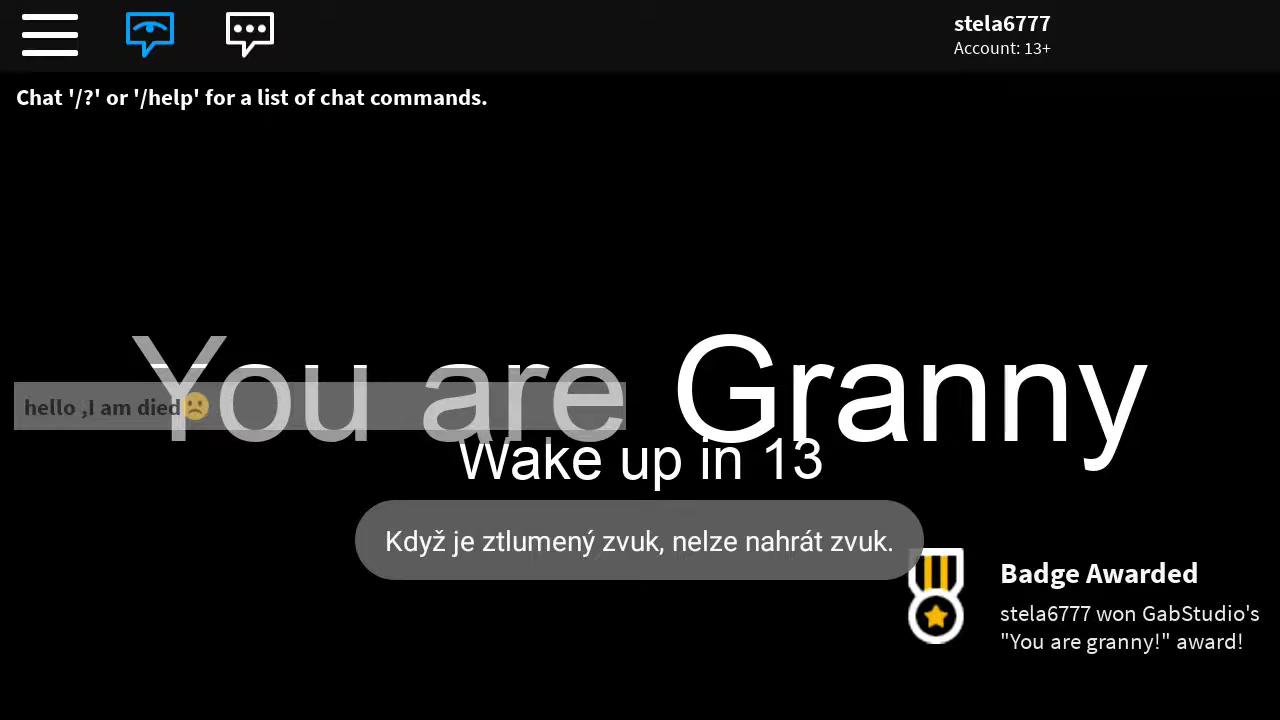 stela6777
Account: 13+
Chat '/?' or '/help' for a list of chat commands.
You are Granny
hello ,I am died☹️
Wake up in 13
Když je ztlumený zvuk, nelze nahrát zvuk.
Badge Awarded
stela6777 won GabStudio's
"You are granny!" award!